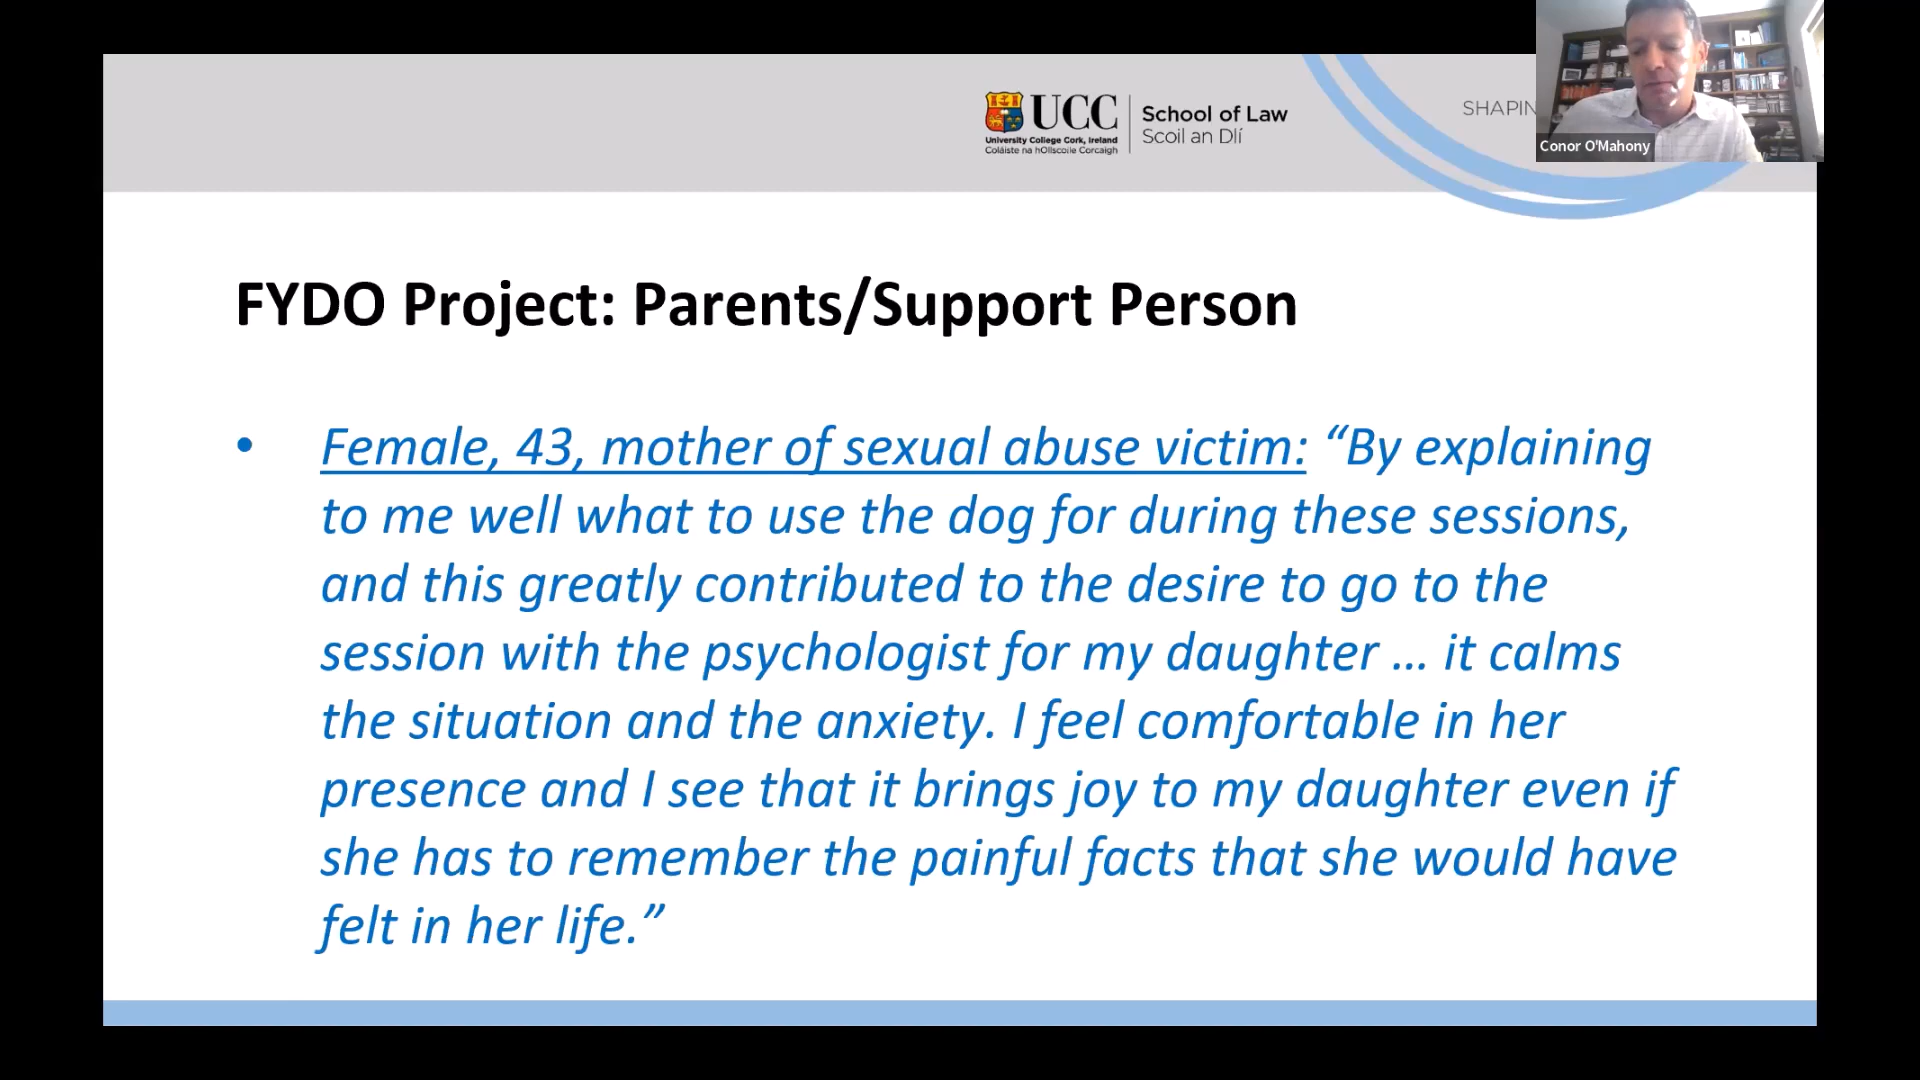 UCC
University College Cork, Ireland
Coláiste na hOllscoile Corcaigh
School of Law
Scoil an Dlí
SHAPIN
Conor O'Mahony
FYDO Project: Parents/Support Person
• Female, 43, mother of sexual abuse victim: “By explaining
to me well what to use the dog for during these sessions,
and this greatly contributed to the desire to go to the
session with the psychologist for my daughter … it calms
the situation and the anxiety. I feel comfortable in her
presence and I see that it brings joy to my daughter even if
she has to remember the painful facts that she would have
felt in her life.”